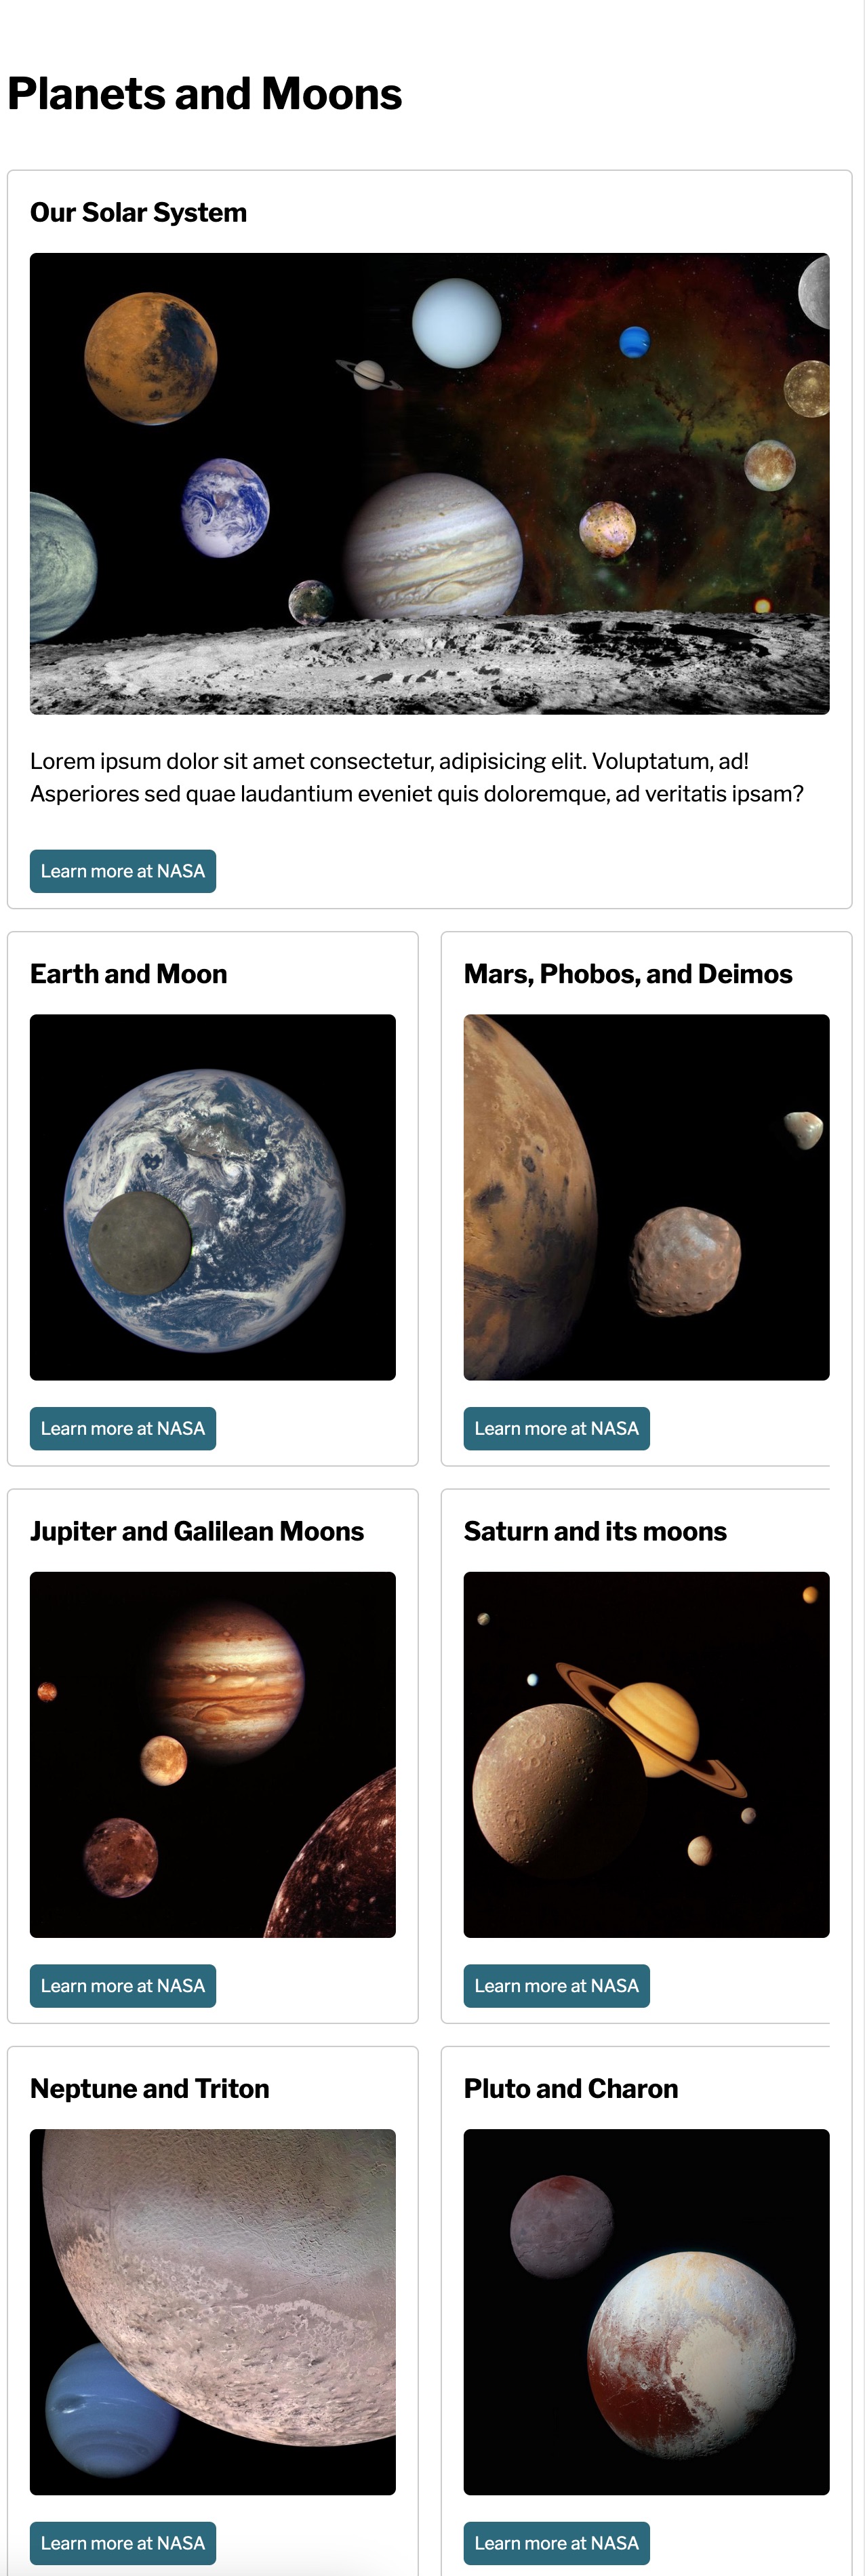 Planets and Moons
Our Solar System
Lorem ipsum dolor sit amet consectetur, adipisicing elit. Voluptatum, ad!
Asperiores sed quae laudantium eveniet quis doloremque, ad veritatis ipsam?
Learn more at NASA
Earth and Moon
Learn more at NASA
Mars, Phobos, and Deimos
Learn more at NASA
Jupiter and Galilean Moons
Learn more at NASA
Saturn and its moons
Learn more at NASA
Neptune and Triton
Learn more at NASA
Pluto and Charon
Learn more at NASA